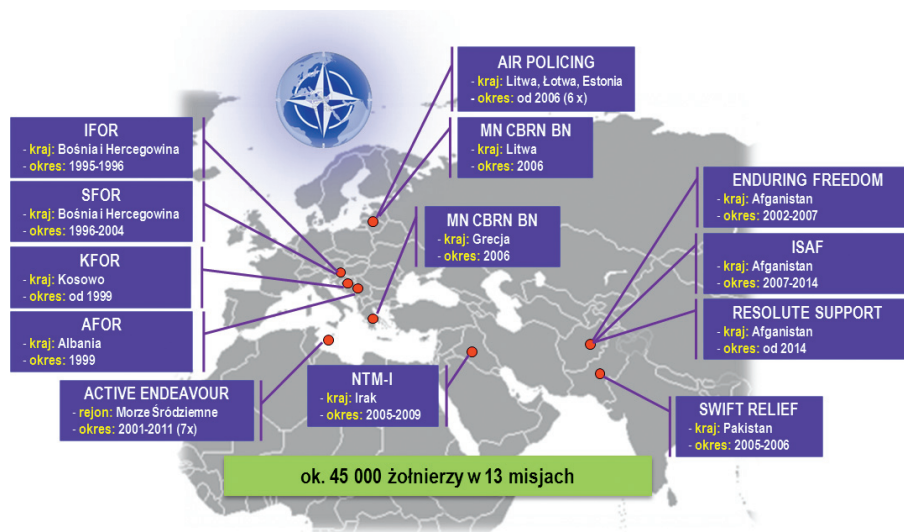 AIR POLICING
- kraj: Litwa, Łotwa, Estonia
- okres: od 2006 (6 x)
IFOR
- kraj: Bośnia i Hercegowina
- okres: 1995-1996
MN CBRN BN
- kraj: Litwa
- okres: 2006
ENDURING FREEDOM
- kraj: Afganistan
- okres: 2002-2007
SFOR
- kraj: Bośnia i Hercegowina
- okres: 1996-2004
MN CBRN BN
- kraj: Grecja
- okres: 2006
ISAF
- kraj: Afganistan
- okres: 2007-2014
KFOR
- kraj: Kosowo
- okres: od 1999
RESOLUTE SUPPORT
- kraj: Afganistan
- okres: od 2014
AFOR
- kraj: Albania
- okres: 1999
NTM-I
- kraj: Irak
- okres: 2005-2009
ACTIVE ENDEAVOUR
- rejon: Morze Śródziemne
- okres: 2001-2011 (7x)
SWIFT RELIEF
- kraj: Pakistan
- okres: 2005-2006
ok. 45 000 żołnierzy w 13 misjach